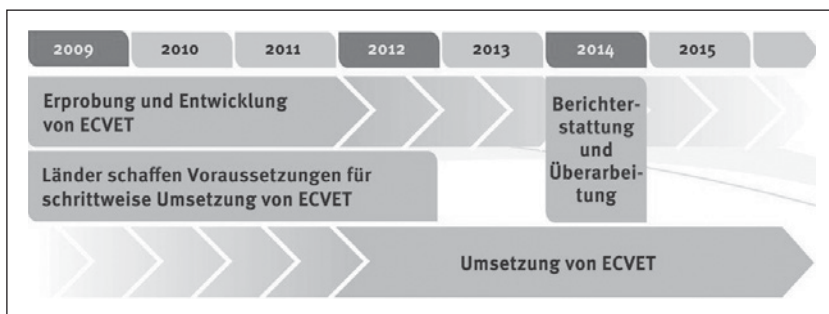 2009 2010 2011 2012 2013 2014 2015
Erprobung und Entwicklung
von ECVET
Berichter-
stattung
und
Überarbei-
tung
Länder schaffen Voraussetzungen für
schrittweise Umsetzung von ECVET
Umsetzung von ECVET